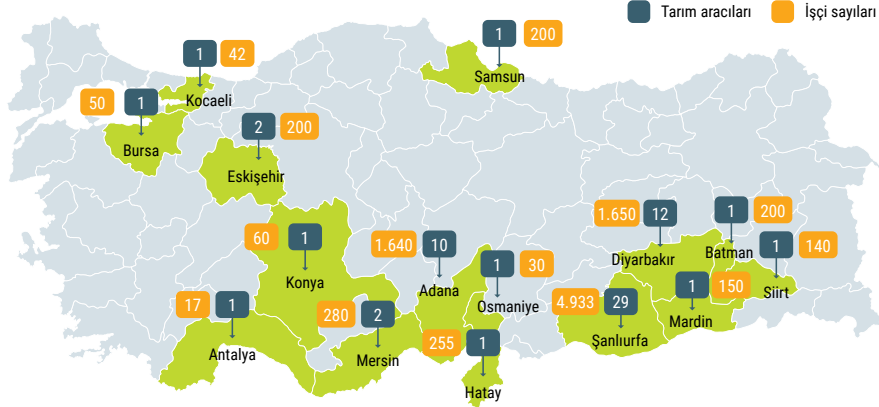 Tarım aracıları İşçi sayıları
1 42
Kocaeli
1 200
Samsun
50 1
Bursa
2 200
Eskişehir
60 1
Konya
1.640 10
Adana
1 30
Osmaniye
1.650 12
Diyarbakır
1 200
Batman
1 140
Siirt
17 1
Antalya
280 2
Mersin
255 1
Hatay
4.933 29
Şanlıurfa
1 150
Mardin